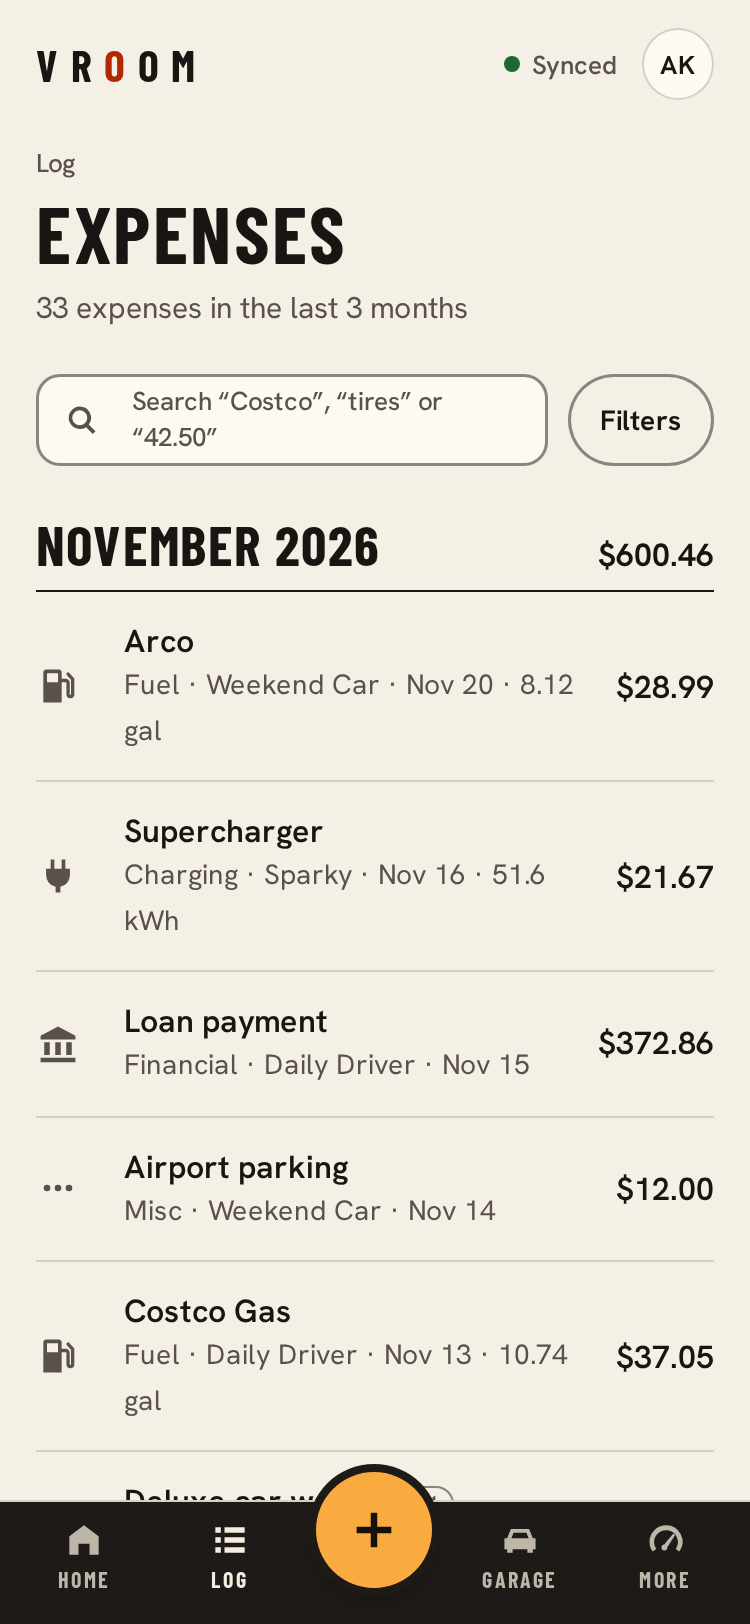 VROOM
Synced
AK
Log
EXPENSES
33 expenses in the last 3 months
Search “Costco”, “tires” or
“42.50”
Filters
NOVEMBER 2026
$600.46
Arco
Fuel · Weekend Car · Nov 20 · 8.12
gal
$28.99
Supercharger
Charging · Sparky · Nov 16 · 51.6
kWh
$21.67
Loan payment
Financial · Daily Driver · Nov 15
$372.86
Airport parking
Misc · Weekend Car · Nov 14
$12.00
Costco Gas
Fuel · Daily Driver · Nov 13 · 10.74
gal
$37.05
Deluxe car
HOME
LOG
GARAGE
MORE